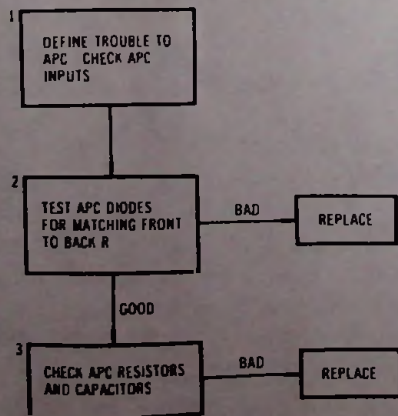 1
DEFINE TROUBLE TO
APC CHECK APC
INPUTS
2
TEST APC DIODES
FOR MATCHING FRONT
TO BACK R
BAD
REPLACE
GOOD
3
CHECK APC RESISTORS
AND CAPACITORS
BAD
REPLACE